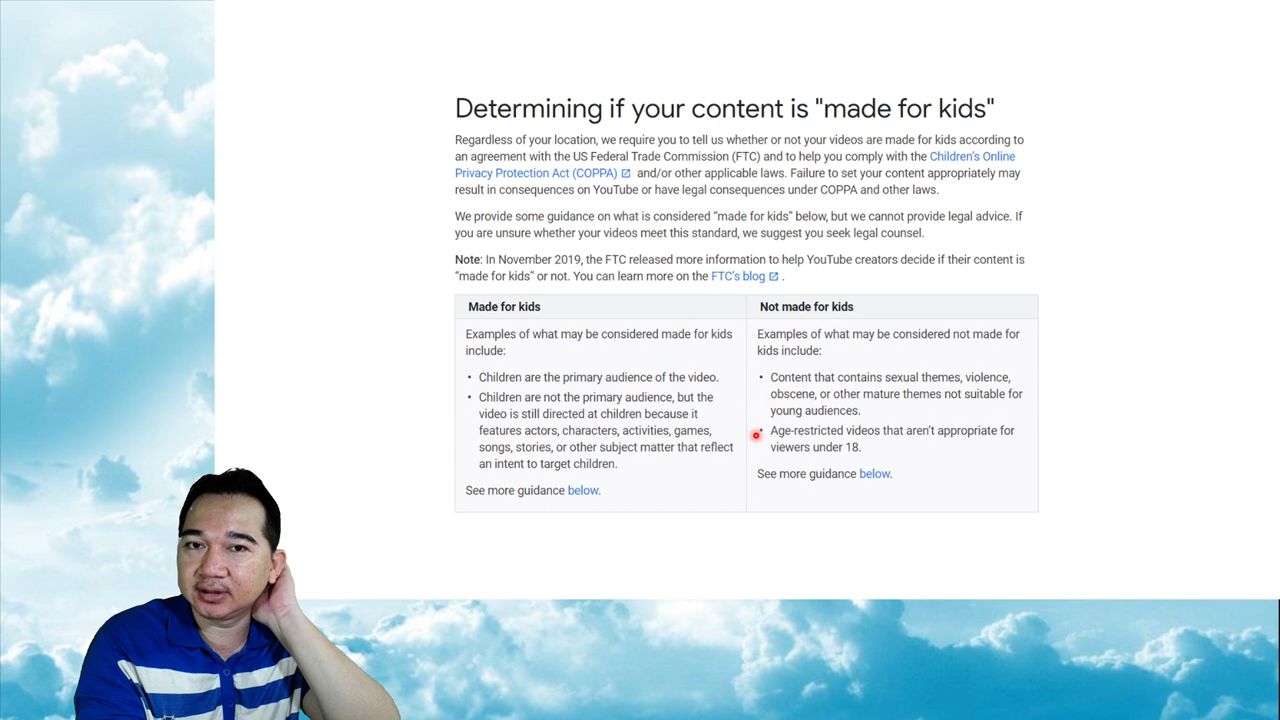 Determining if your content is "made for kids"
Regardless of your location, we require you to tell us whether or not your videos are made for kids according to
an agreement with the US Federal Trade Commission (FTC) and to help you comply with the Children's Online
Privacy Protection Act (COPPA) and/or other applicable laws. Failure to set your content appropriately may
result in consequences on YouTube or have legal consequences under COPPA and other laws.
We provide some guidance on what is considered “made for kids” below, but we cannot provide legal advice. If
you are unsure whether your videos meet this standard, we suggest you seek legal counsel.
Note: In November 2019, the FTC released more information to help YouTube creators decide if their content is
“made for kids” or not. You can learn more on the FTC's blog .
Made for kids
Examples of what may be considered made for kids
include:
• Children are the primary audience of the video.
• Children are not the primary audience, but the
video is still directed at children because it
features actors, characters, activities, games,
songs, stories, or other subject matter that reflect
an intent to target children.
See more guidance below.
Not made for kids
Examples of what may be considered not made for
kids include:
• Content that contains sexual themes, violence,
obscene, or other mature themes not suitable for
young audiences.
• Age-restricted videos that aren’t appropriate for
viewers under 18.
See more guidance below.